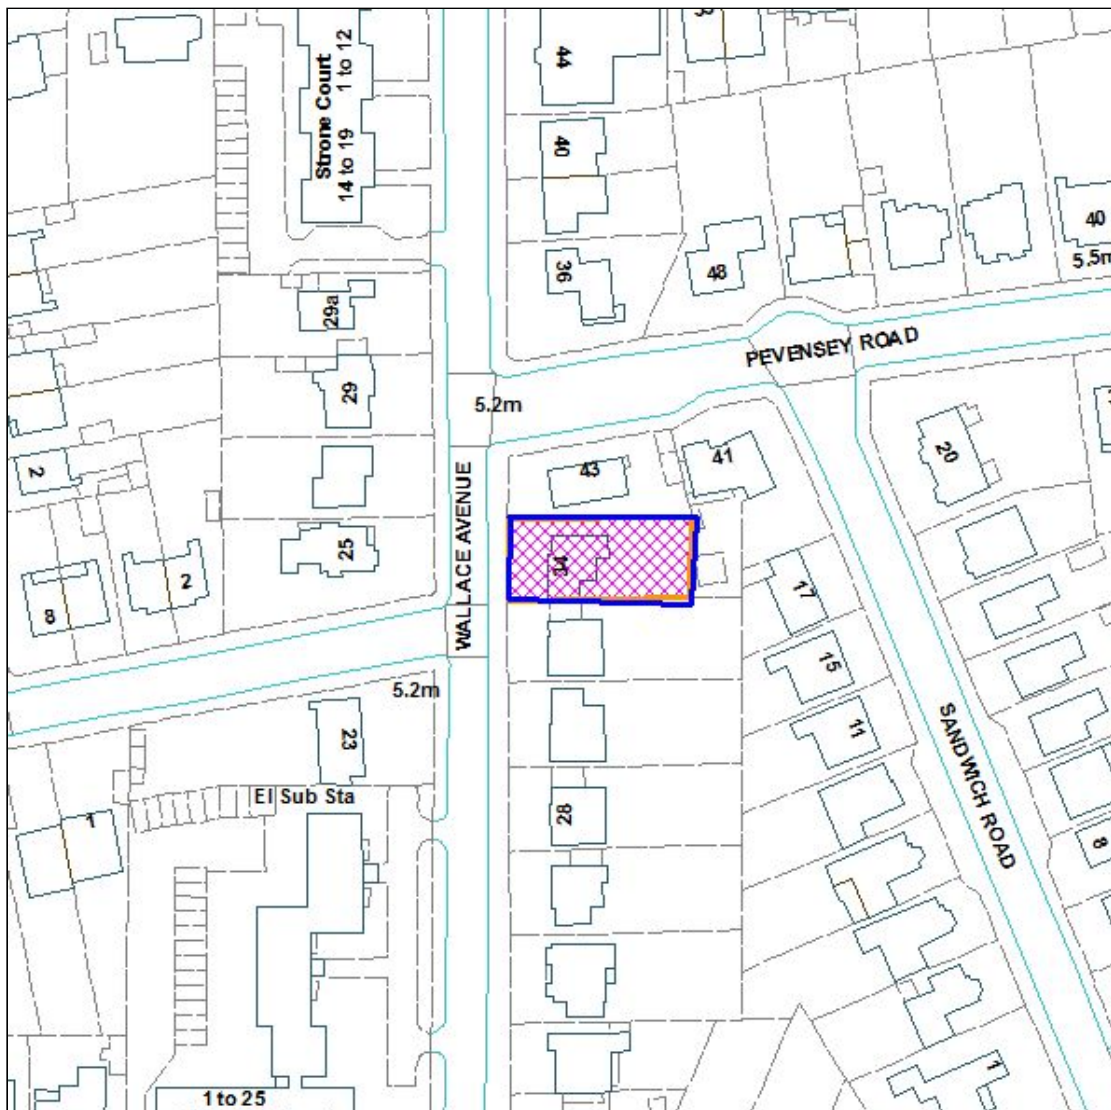 Strone Court
1 to 12
14 to 19
44
40
40
5.5m
36
48
29a
PEVENSEY ROAD
29
5.2m
2
43
41
20
WALLACE AVENUE
25
34
2
8
17
15
5.2m
23
11
SANDWICH ROAD
El Sub Sta
28
1
8
1
1 to 25